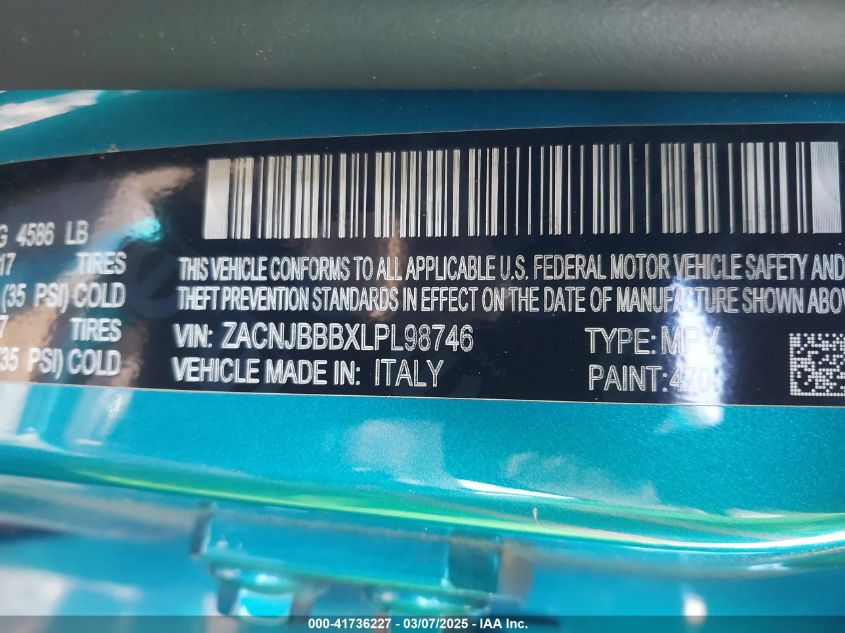 G 4586 LB
17 TIRES
(35 PSI) COLD
7 TIRES
35 PSI) COLD
THIS VEHICLE CONFORMS TO ALL APPLICABLE U.S. FEDERAL MOTOR VEHICLE SAFETY AND
THEFT PREVENTION STANDARDS IN EFFECT ON THE DATE OF MANUFACTURE SHOWN ABOV
VIN: ZACNJBBBXLPL98746 TYPE: MPV
VEHICLE MADE IN: ITALY PAINT:
000-41736227 - 03/07/2025 - IAA Inc.